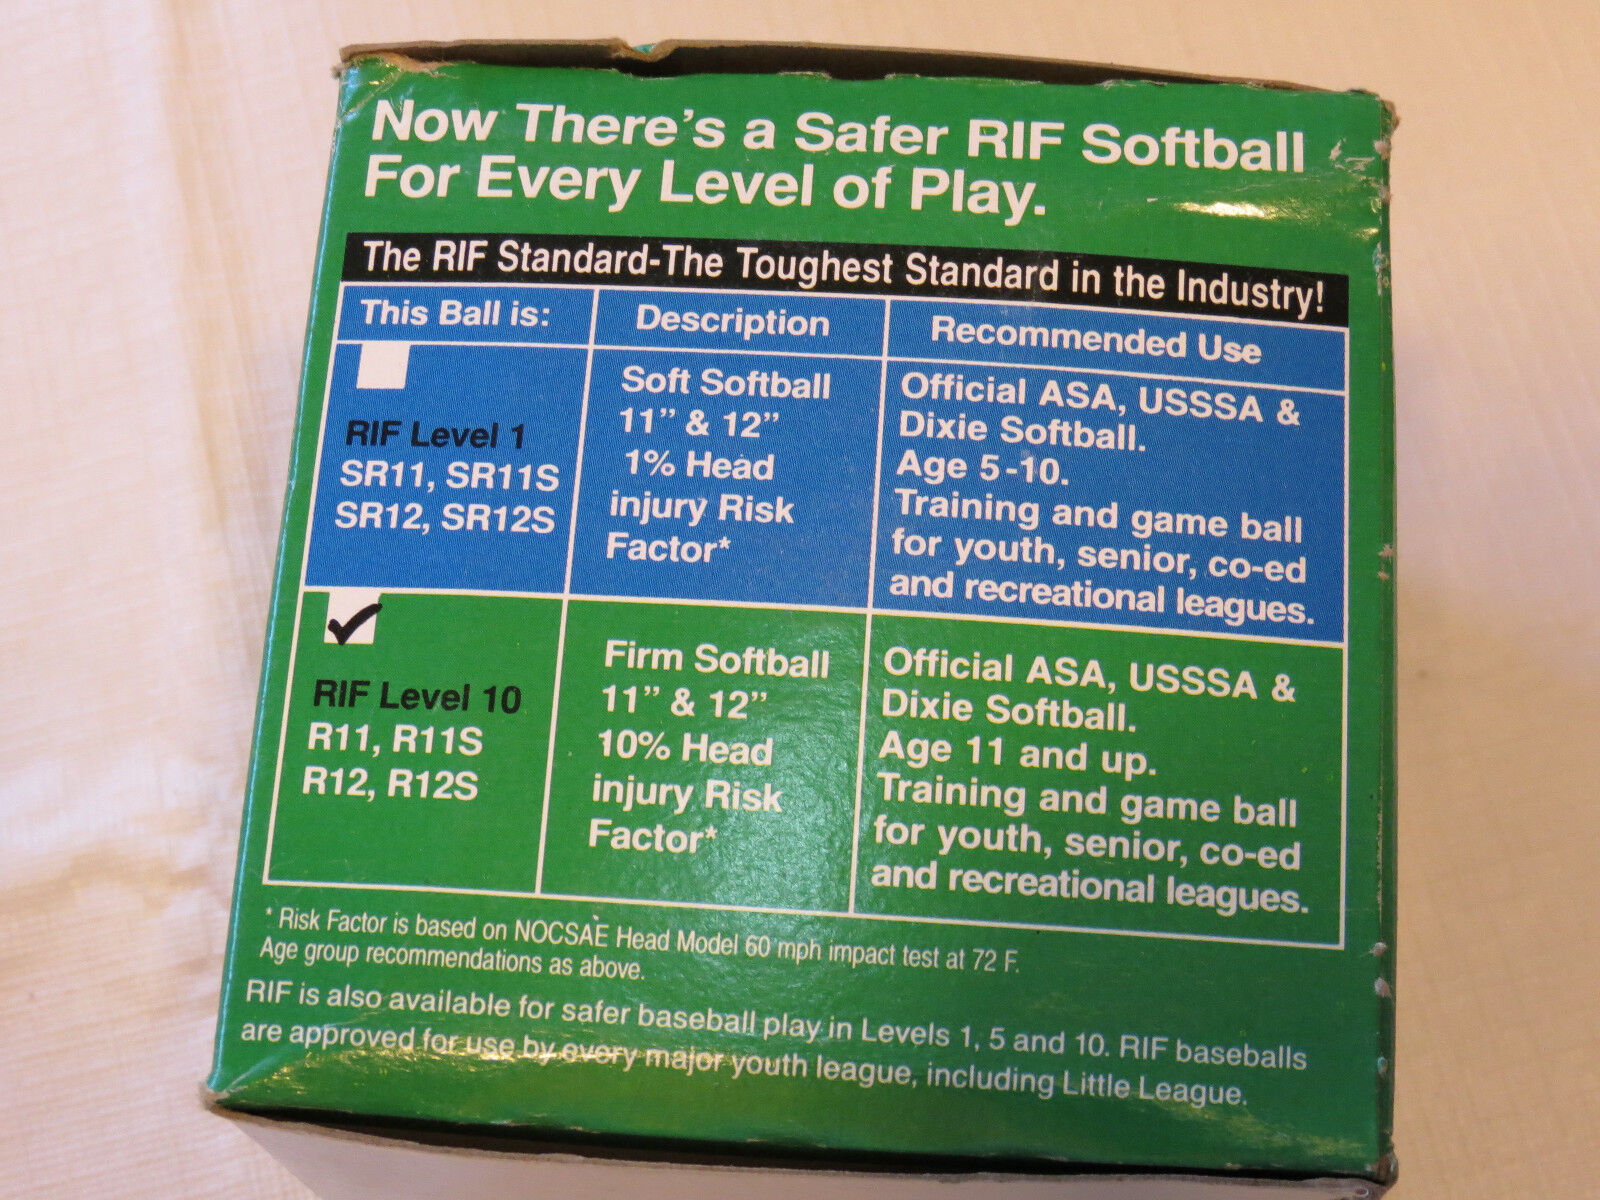 Now There's a Safer RIF Softball
For Every Level of Play.
The RIF Standard-The Toughest Standard in the Industry!
This Ball is:
Description
Recommended Use
RIF Level 1
SR11, SR11S
SR12, SR12S
Soft Softball
11" & 12"
1% Head
injury Risk
Factor*
Official ASA, USSSA &
Dixie Softball.
Age 5-10.
Training and game ball
for youth, senior, co-ed
and recreational leagues.
RIF Level 10
R11, R11S
R12, R12S
Firm Softball
11" & 12"
10% Head
injury Risk
Factor*
Official ASA, USSSA &
Dixie Softball.
Age 11 and up.
Training and game ball
for youth, senior, co-ed
and recreational leagues.
* Risk Factor is based on NOCSAE Head Model 60 mph impact test at 72 F.
Age group recommendations as above.
RIF is also available for safer baseball play in Levels 1, 5 and 10. RIF baseballs
are approved for use by every major youth league, including Little League.